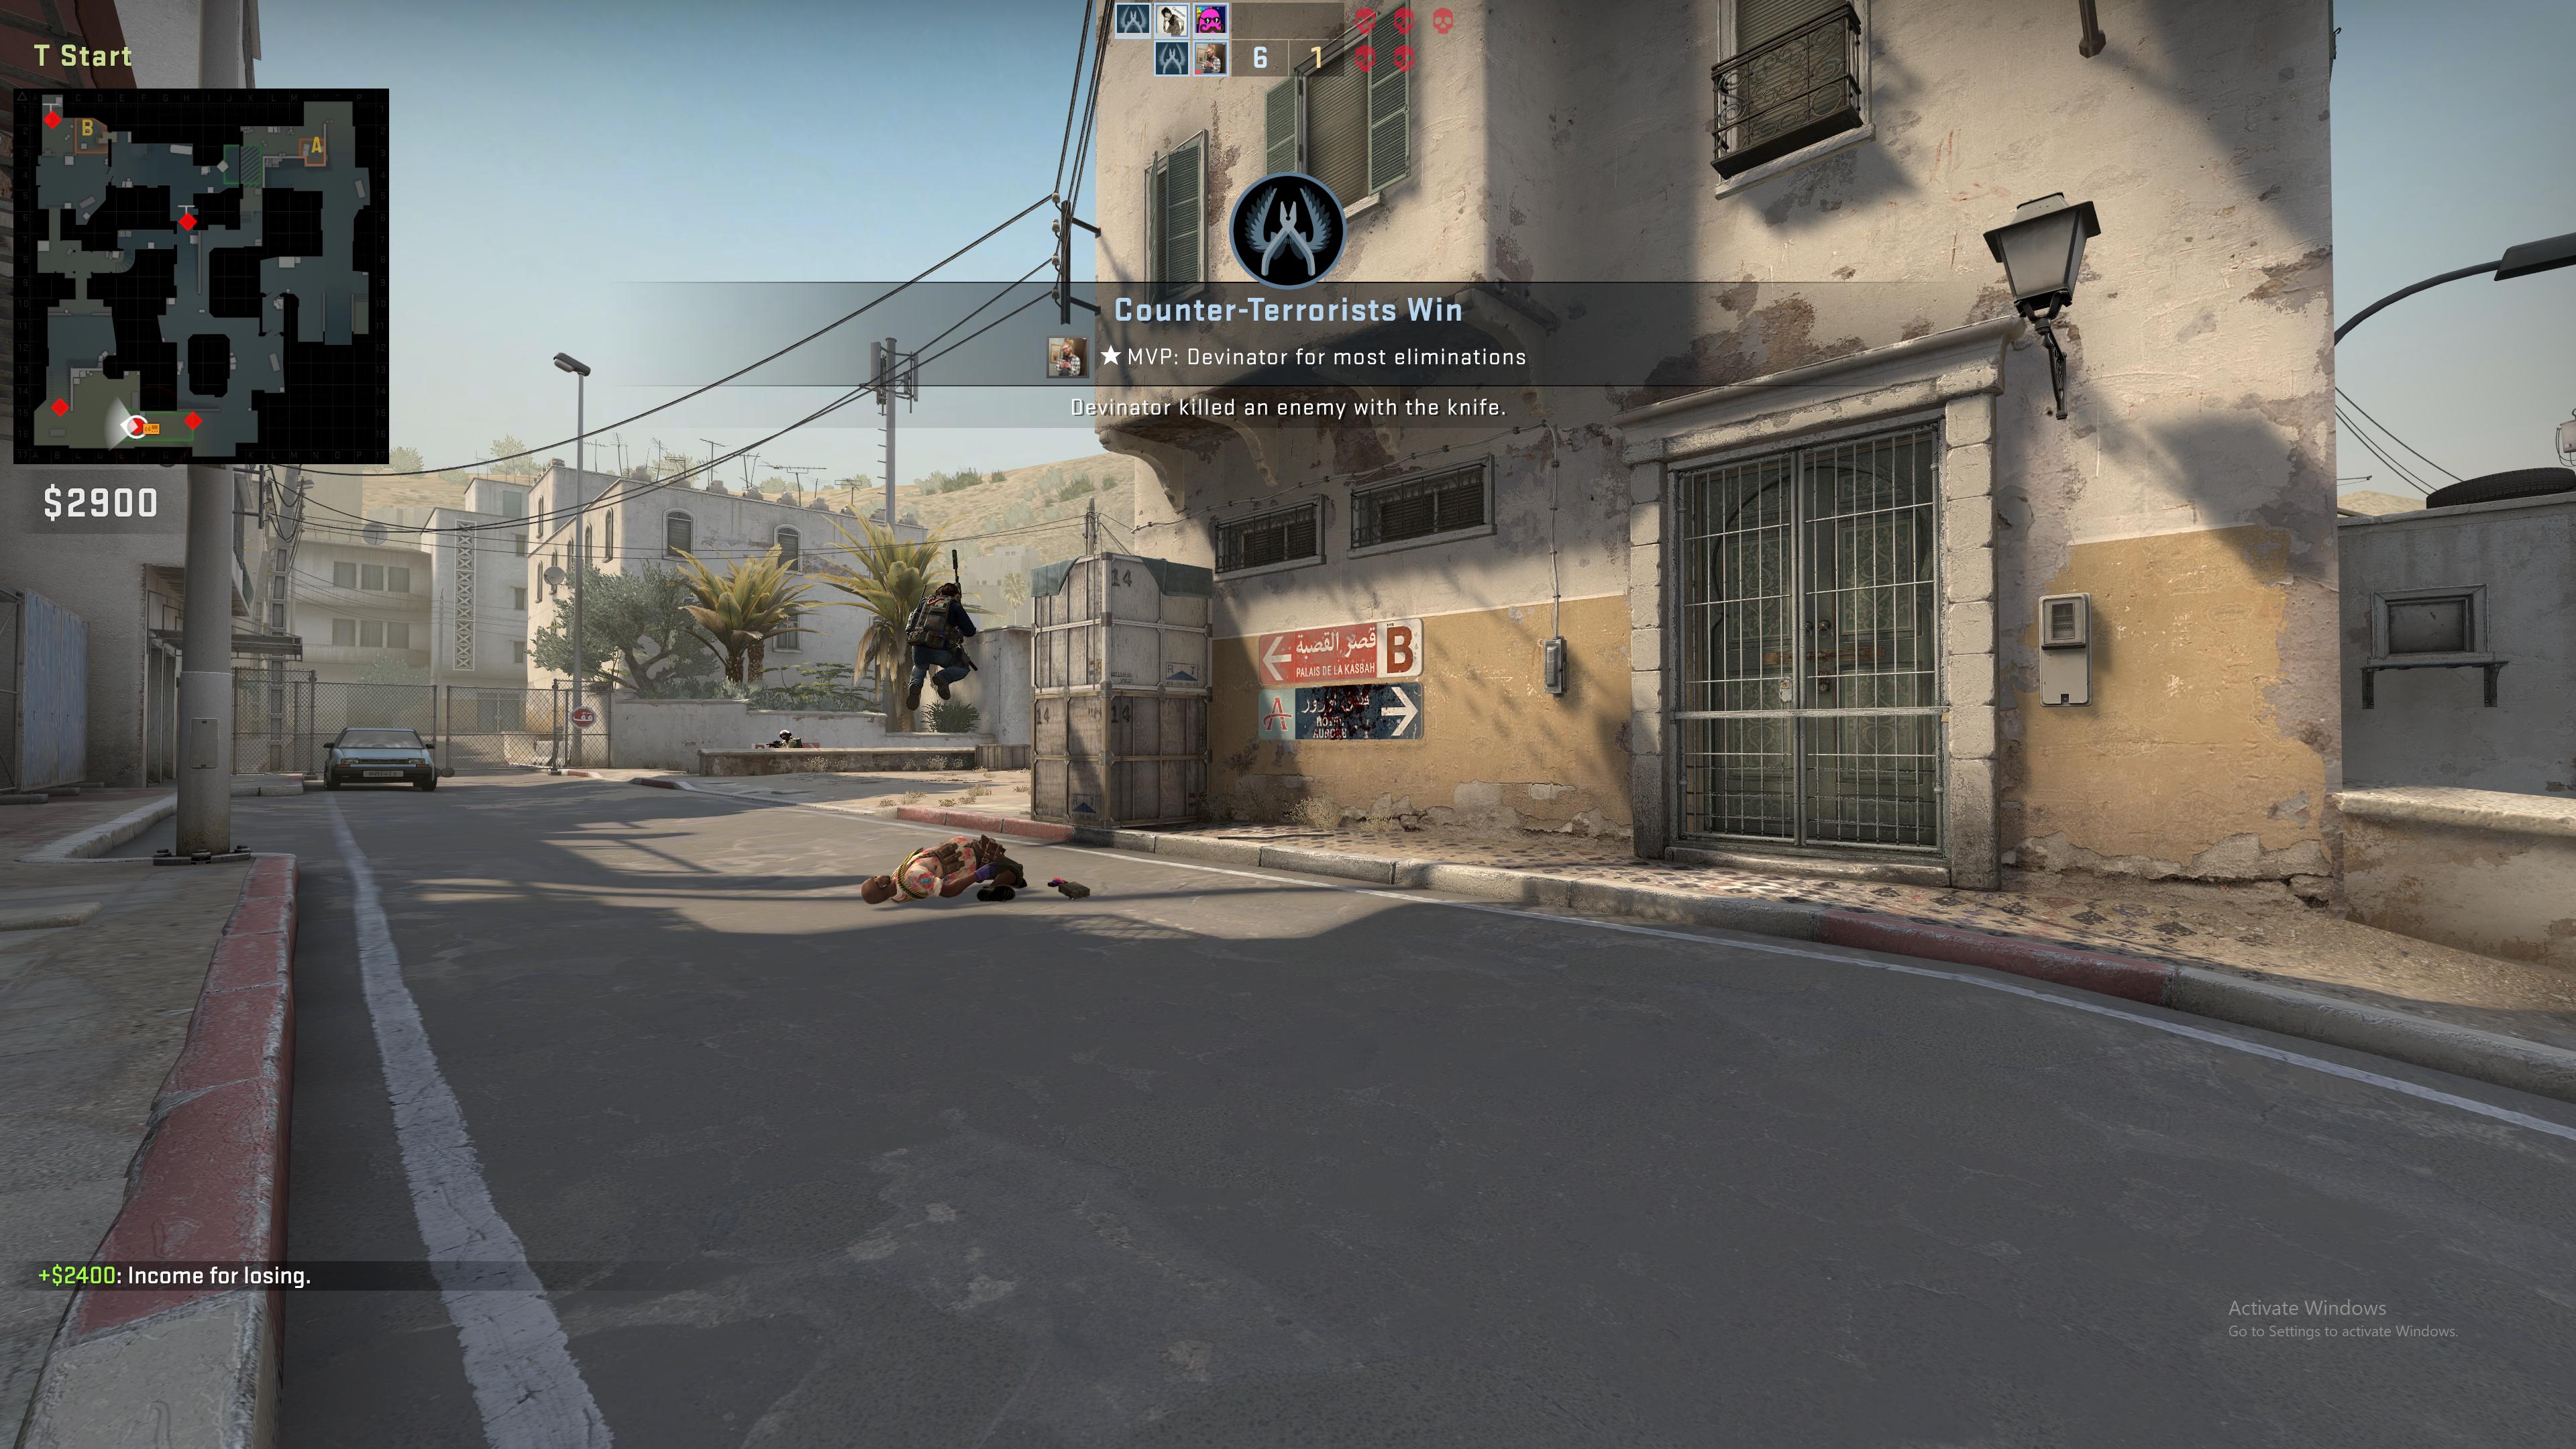 T Start
6 1
B
A
$2900
Counter-Terrorists Win
MVP: Devinator for most eliminations
Devinator killed an enemy with the knife.
14
14 14
قصر القصبة
PALAIS DE LA KASBAH
B
A
+$2400: Income for losing.
Activate Windows
Go to Settings to activate Windows.